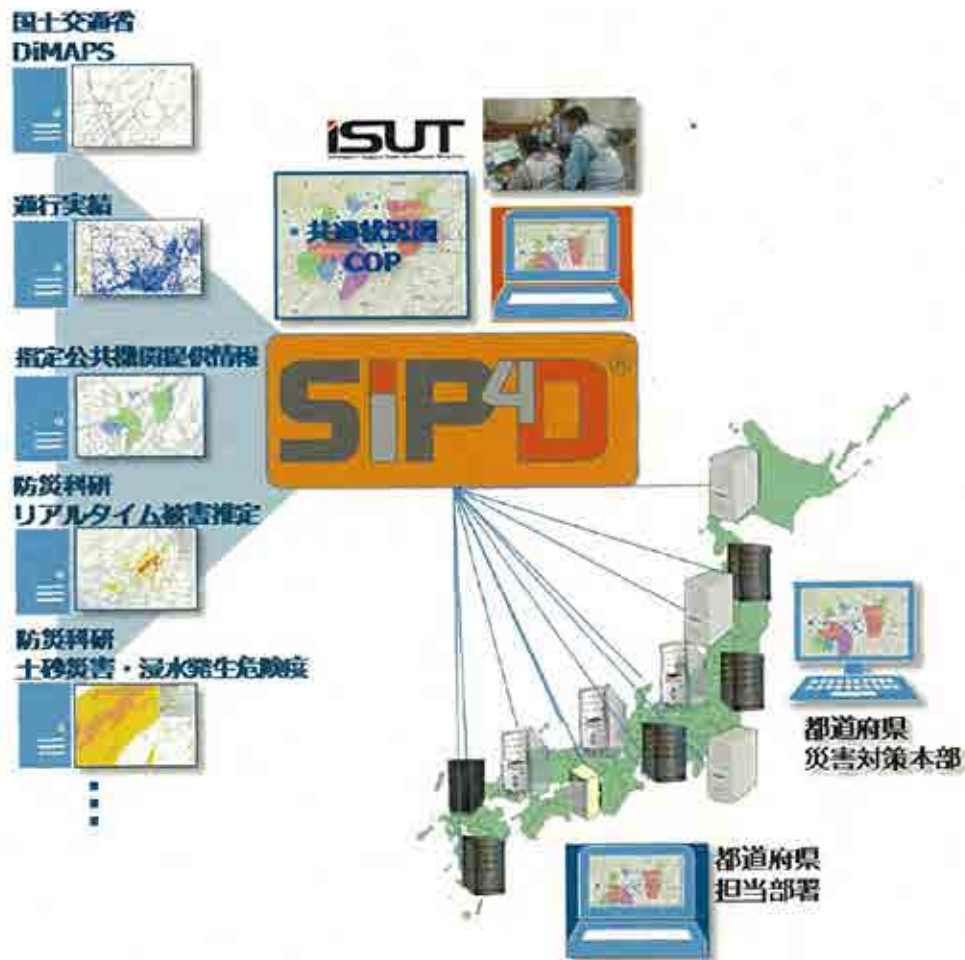 国土交通省
DiMAPS
通行実績
指定公共機関提供情報
防災科研
リアルタイム被害推定
防災科研
土砂災害・浸水発生危険度
iSUT
共通状況図
COP
SiP4D
都道府県
災害対策本部
都道府県
担当部署